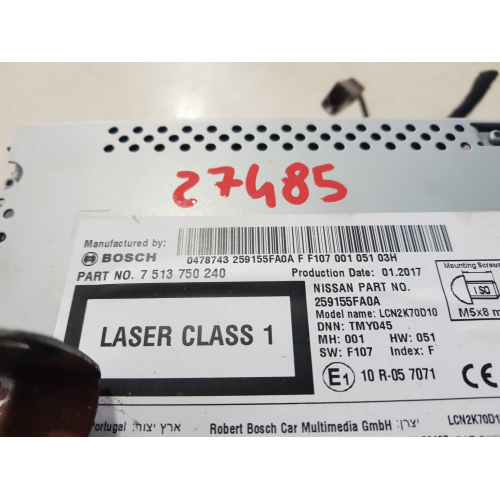 27485
Manufactured by:
BOSCH
0478743 259155FA0A F F107 001 051 03H
PART NO. 7 513 750 240
Production Date: 01.2017
Mounting Screw
NISSAN PART NO.
259155FA0A
ISO
Model name: LCN2K70D10
M5x8 m
DNN: TMY045
LASER CLASS 1
MH: 001 HW: 051
SW: F107 Index: F
E1 10 R-05 7071
CE
Portugal ארץ יצור: Robert Bosch Car Multimedia GmbH יצרן: LCN2K70D1